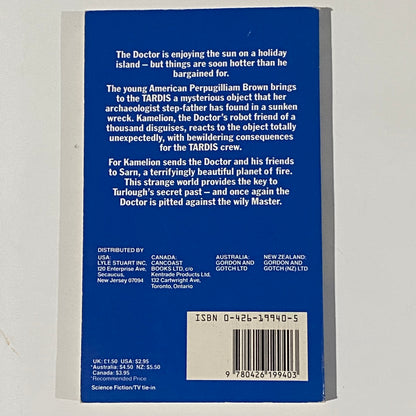 The Doctor is enjoying the sun on a holiday
island – but things are soon hotter than he
bargained for.
The young American Perpugilliam Brown brings
to the TARDIS a mysterious object that her
archaeologist step-father has found in a sunken
wreck. Kamelion, the Doctor's robot friend of
a thousand disguises, reacts to the object totally
unexpectedly, with bewildering consequences
for the TARDIS crew.
For Kamelion sends the Doctor and his friends
to Sarn, a terrifyingly beautiful planet of fire.
This strange world provides the key to
Turlough's secret past – and once again the
Doctor is pitted against the wily Master.
DISTRIBUTED BY
USA:
LYLE STUART INC.
120 Enterprise Ave,
Secaucus,
New Jersey 07094
CANADA:
CANCOAST
BOOKS LTD, c/o
Kentrade Products Ltd,
132 Cartwright Ave,
Toronto, Ontario
AUSTRALIA:
GORDON AND
GOTCH LTD
NEW ZEALAND:
GORDON AND
GOTCH (NZ) LTD
ISBN 0-426-19940-5
9 780426 199403
UK: £1.50 USA: $2.95
*Australia: $4.50 NZ: $5.50
Canada: $3.95
*Recommended Price
Science Fiction/TV tie-in